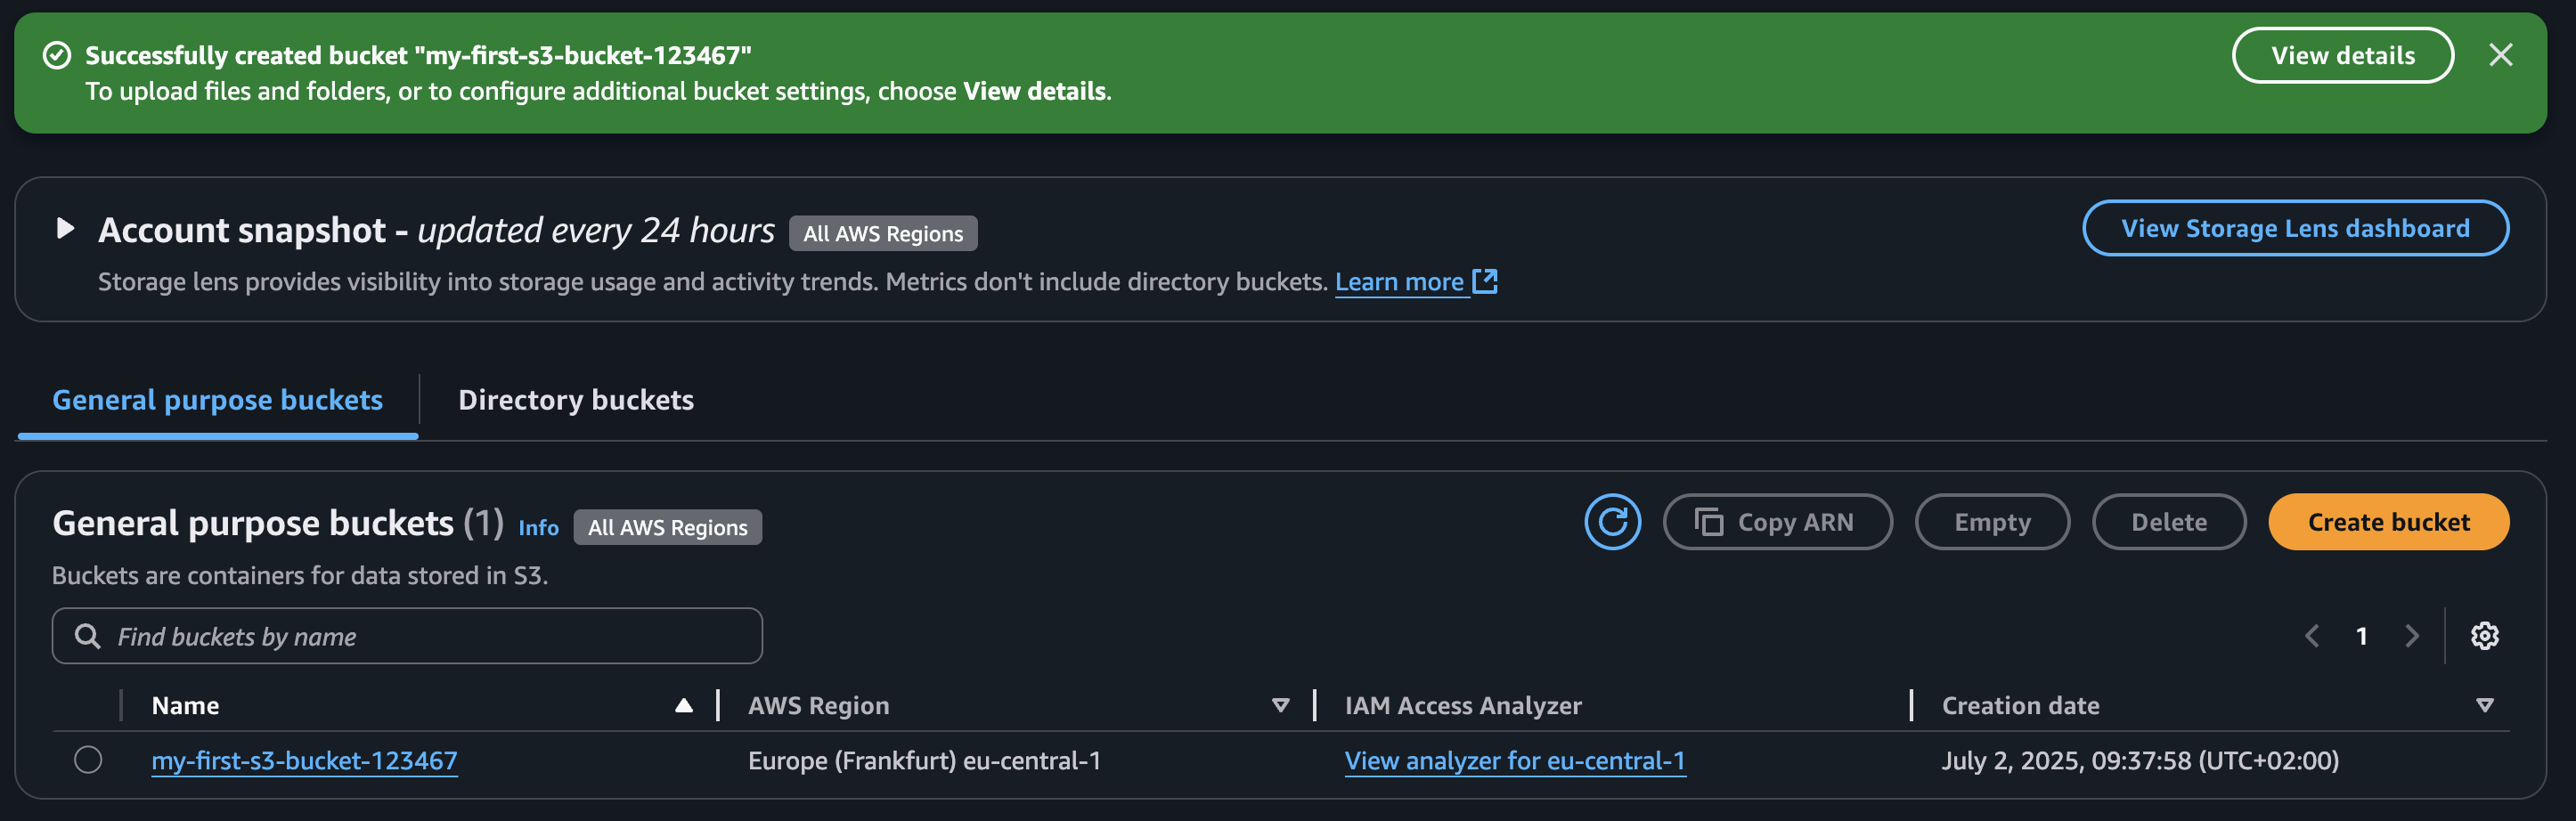 Successfully created bucket "my-first-s3-bucket-123467"
To upload files and folders, or to configure additional bucket settings, choose View details.
View details
Account snapshot - updated every 24 hours All AWS Regions
View Storage Lens dashboard
Storage lens provides visibility into storage usage and activity trends. Metrics don't include directory buckets. Learn more
General purpose buckets Directory buckets
General purpose buckets (1) Info All AWS Regions
Copy ARN Empty Delete Create bucket
Buckets are containers for data stored in S3.
Find buckets by name
1
Name AWS Region IAM Access Analyzer Creation date
my-first-s3-bucket-123467 Europe (Frankfurt) eu-central-1 View analyzer for eu-central-1 July 2, 2025, 09:37:58 (UTC+02:00)